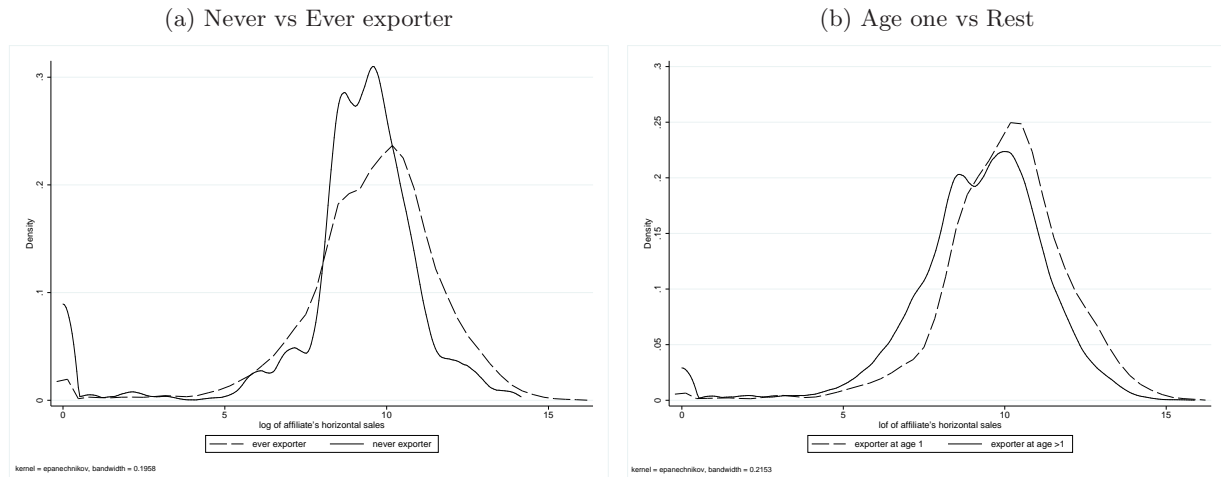 (a) Never vs Ever exporter
.3
.2
.1
0
Density
0 5 10 15
log of affiliate's horizontal sales
ever exporter never exporter
kernel = epanechnikov, bandwidth = 0.1958
(b) Age one vs Rest
.3
.25
.2
.15
.1
.05
0
Density
0 5 10 15
lof of affiliate's horizontal sales
exporter at age 1 exporter at age >1
kernel = epanechnikov, bandwidth = 0.2153